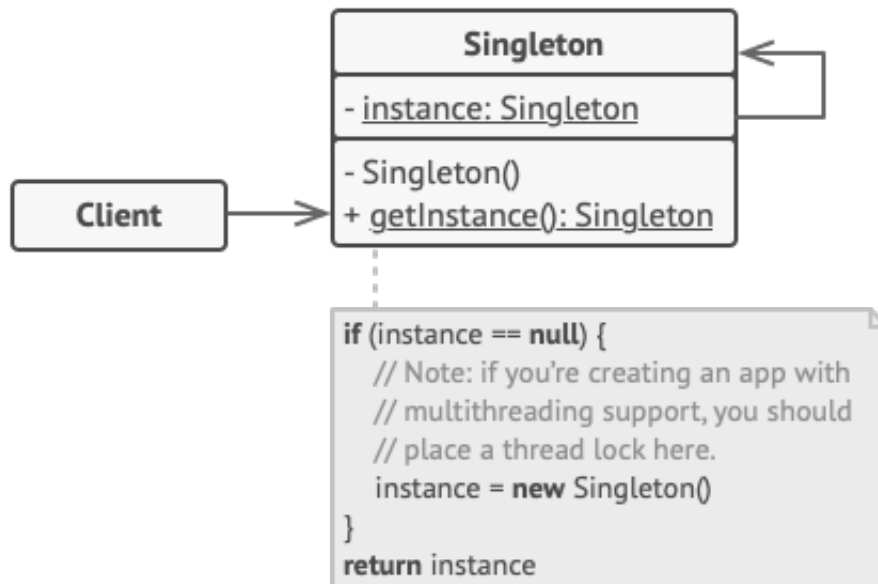 Singleton
- instance: Singleton
- Singleton()
+ getInstance(): Singleton
Client
if (instance == null) {
// Note: if you're creating an app with
// multithreading support, you should
// place a thread lock here.
instance = new Singleton()
}
return instance